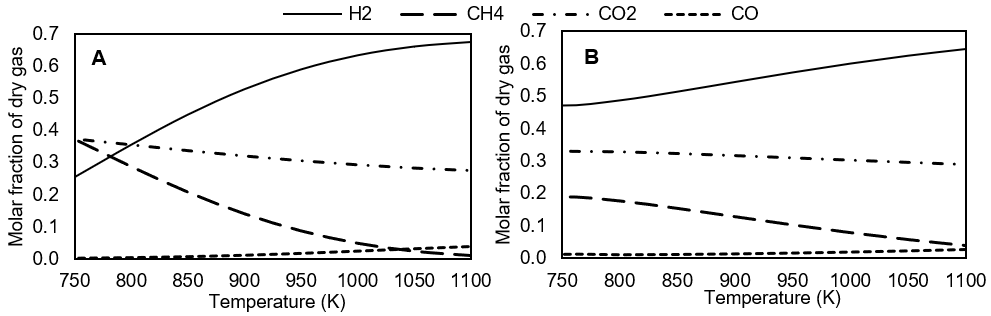 H2 CH4 CO2 CO
A
Molar fraction of dry gas
0.7
0.6
0.5
0.4
0.3
0.2
0.1
0.0
750 800 850 900 950 1000 1050 1100
Temperature (K)
B
Molar fraction of dry gas
0.7
0.6
0.5
0.4
0.3
0.2
0.1
0.0
750 800 850 900 950 1000 1050 1100
Temperature (K)